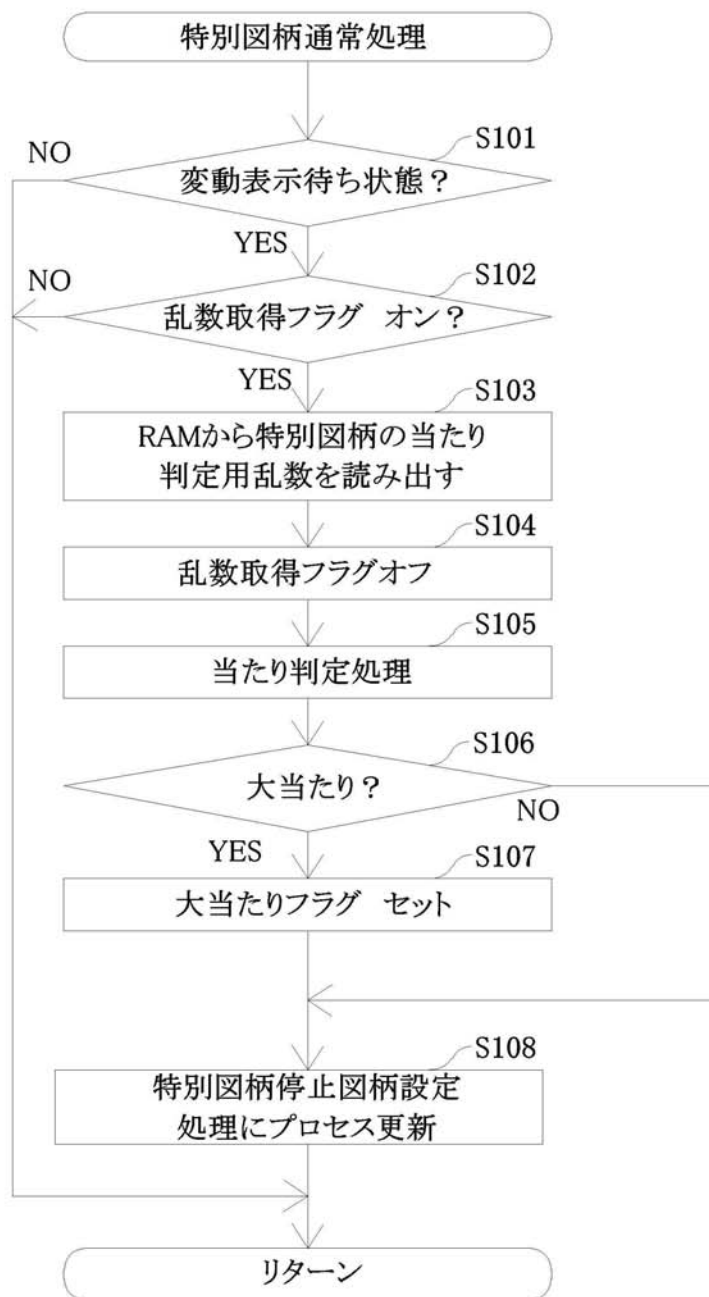 特別図柄通常処理
S101
NO
変動表示待ち状態？
YES
S102
NO
乱数取得フラグ　オン？
YES
S103
RAMから特別図柄の当たり
判定用乱数を読み出す
S104
乱数取得フラグオフ
S105
当たり判定処理
S106
大当たり？
NO
YES
S107
大当たりフラグ　セット
S108
特別図柄停止図柄設定
処理にプロセス更新
リターン